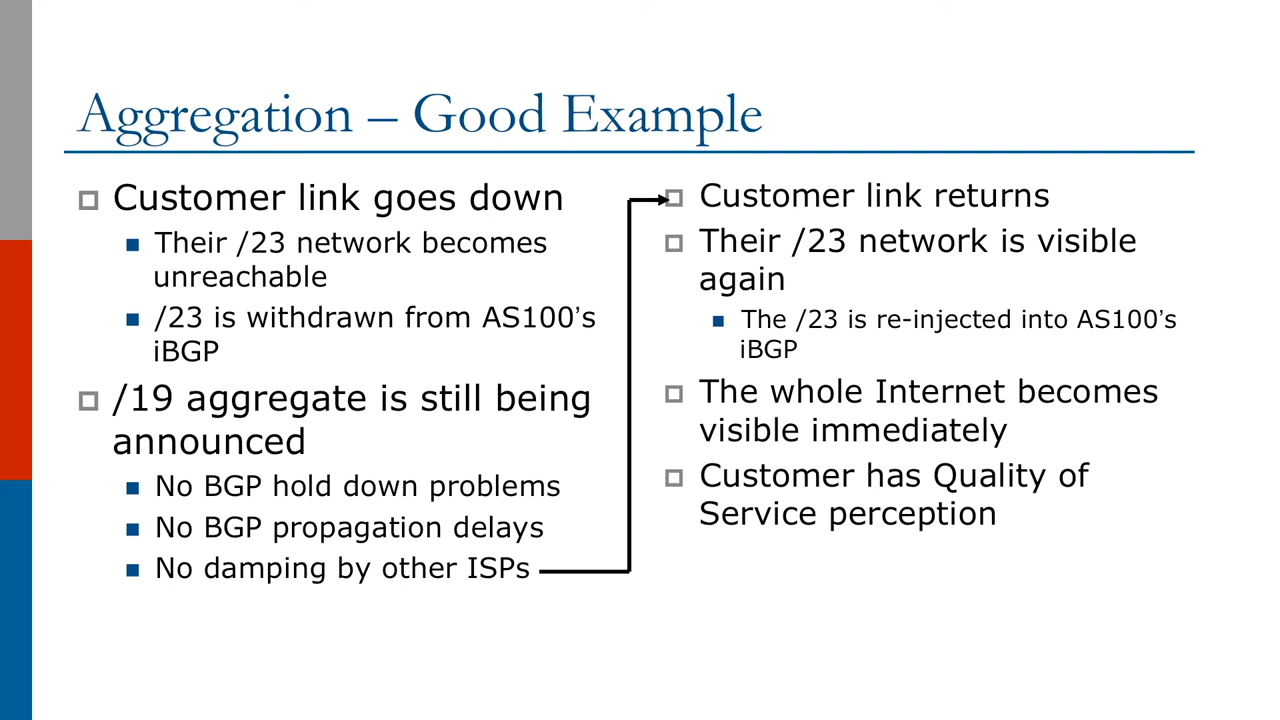 Aggregation – Good Example
Customer link goes down
Their /23 network becomes
unreachable
/23 is withdrawn from AS100’s
iBGP
/19 aggregate is still being
announced
No BGP hold down problems
No BGP propagation delays
No damping by other ISPs
Customer link returns
Their /23 network is visible
again
The /23 is re-injected into AS100’s
iBGP
The whole Internet becomes
visible immediately
Customer has Quality of
Service perception